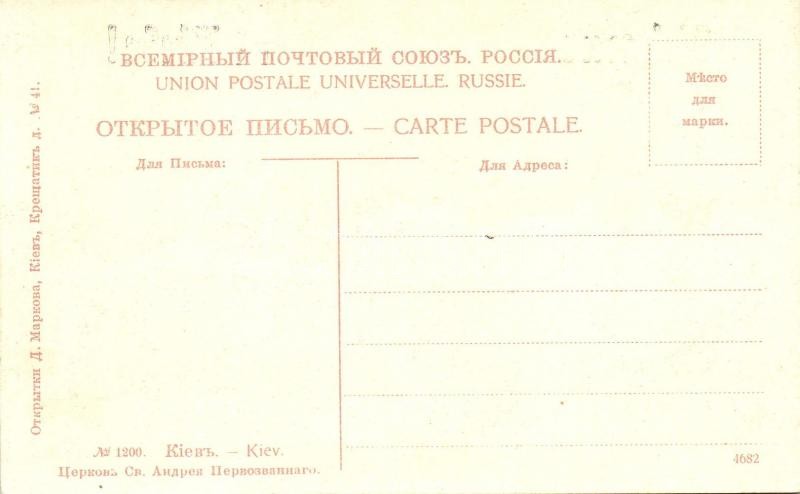 ВСЕМІРНЫЙ ПОЧТОВЫЙ СОЮЗЪ. РОССІЯ.
UNION POSTALE UNIVERSELLE. RUSSIE.
ОТКРЫТОЕ ПИСЬМО. — CARTE POSTALE.
Мѣсто
для
марки.
Для Письма:
Для Адреса:
Открытки Д. Маркова, Кіевъ, Крещатикъ д. № 41.
№ 1200. Кіевъ. — Kiev.
Церковь Св. Андрея Первозваннаго.
4682